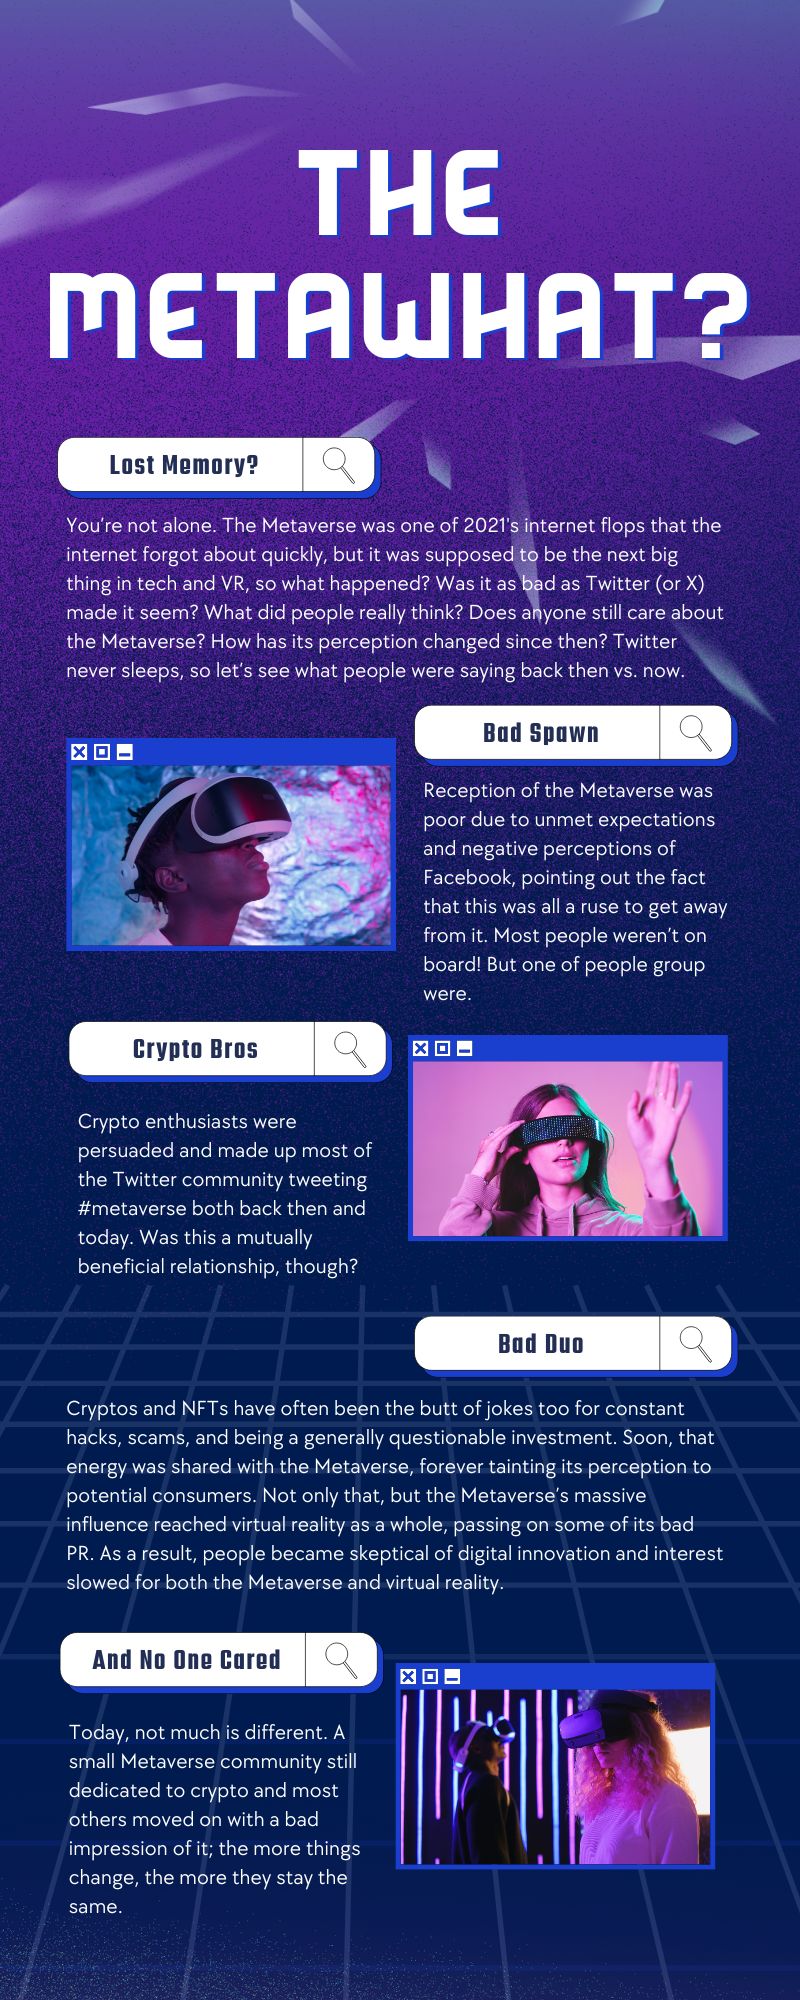 THE
METAWHAT?
Lost Memory?
You're not alone. The Metaverse was one of 2021's internet flops that the
internet forgot about quickly, but it was supposed to be the next big
thing in tech and VR, so what happened? Was it as bad as Twitter (or X)
made it seem? What did people really think? Does anyone still care about
the Metaverse? How has its perception changed since then? Twitter
never sleeps, so let's see what people were saying back then vs. now.
Bad Spawn
Reception of the Metaverse was
poor due to unmet expectations
and negative perceptions of
Facebook, pointing out the fact
that this was all a ruse to get away
from it. Most people weren't on
board! But one of people group
were.
Crypto Bros
Crypto enthusiasts were
persuaded and made up most of
the Twitter community tweeting
#metaverse both back then and
today. Was this a mutually
beneficial relationship, though?
Bad Duo
Cryptos and NFTs have often been the butt of jokes too for constant
hacks, scams, and being a generally questionable investment. Soon, that
energy was shared with the Metaverse, forever tainting its perception to
potential consumers. Not only that, but the Metaverse's massive
influence reached virtual reality as a whole, passing on some of its bad
PR. As a result, people became skeptical of digital innovation and interest
slowed for both the Metaverse and virtual reality.
And No One Cared
Today, not much is different. A
small Metaverse community still
dedicated to crypto and most
others moved on with a bad
impression of it; the more things
change, the more they stay the
same.